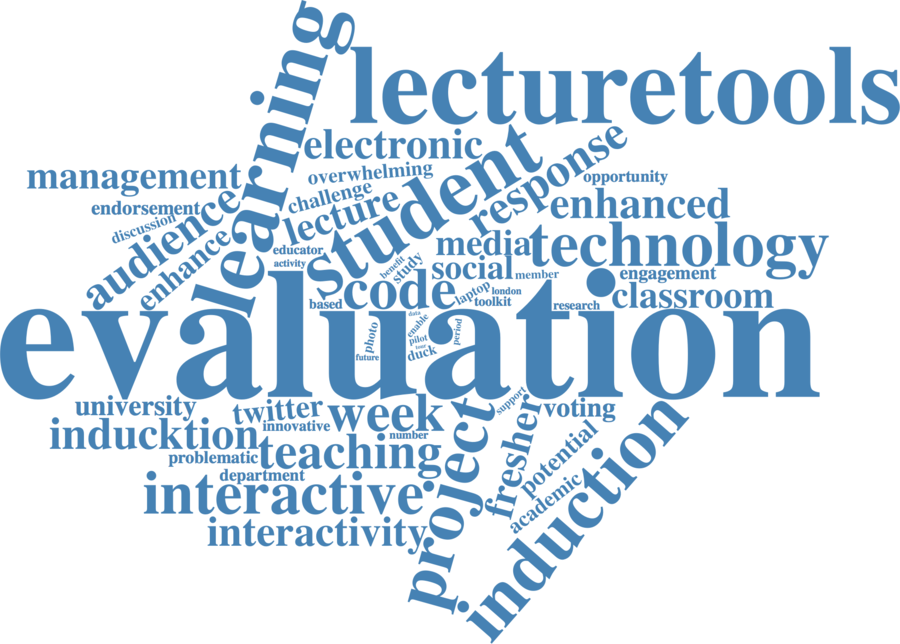 lecturetools
learning
electronic
student
response
overwhelming
management
challenge
opportunity
endorsement
audience
lecture
enhanced
discussion
enhance
educator
media
technology
activity
benefit
study
social
member
engagement
code
laptop
london
classroom
based
toolkit
research
evaluation
data
enable
photo
period
pilot
duck
future
university
twitter
week
support
voting
innovative
inducktion
number
project
fresher
induction
problematic
teaching
potential
department
academic
interactive
interactivity